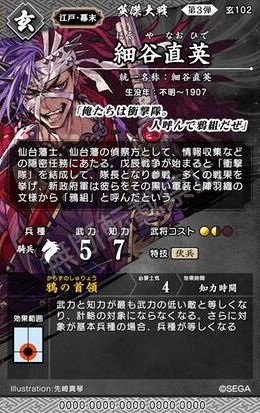 玄
江戸・幕末
英傑大戦
第3弾
玄102
ほそ や なお ひで
細谷直英
統一名称：細谷直英
生没年：不明～1907
「俺たちは衝撃隊。
人呼んで鴉組だぜ」
仙台藩士。仙台藩の偵察方として、情報収集など
の隠密任務にあたる。戊辰戦争が始まると「衝撃
隊」を結成して、隊長となり参戦。多くの戦果を
挙げ、新政府軍は彼らをその黒い軍装と陣羽織の
文様から「鴉組」と呼んだという。
兵種 武力 知力 武将コスト
騎兵 5 7 特技 伏兵
からすのしゅりょう 必要士気 効果時間
鴉の首領 4 知力時間
効果範囲
武力と知力が最も武力の低い敵と等しくな
り、計略の対象にならなくなる。さらに対
象が基本兵種の場合、兵種が等しくなる
Illustration:先崎真琴
©SEGA
0000-0000-0000-0000-0000